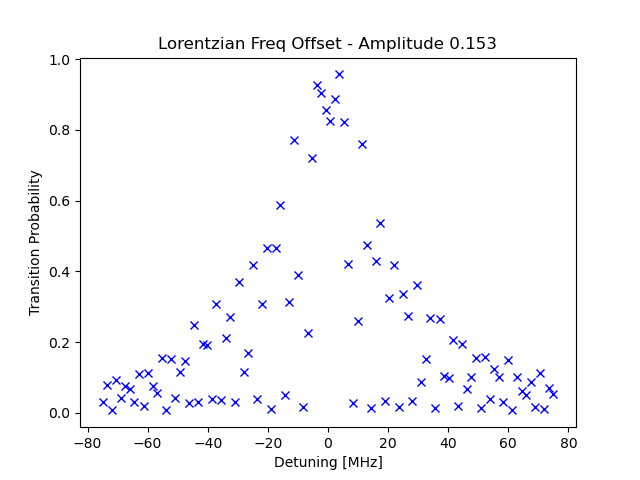 Lorentzian Freq Offset - Amplitude 0.153
Transition Probability
1.0
0.8
0.6
0.4
0.2
0.0
−80 −60 −40 −20 0 20 40 60 80
Detuning [MHz]